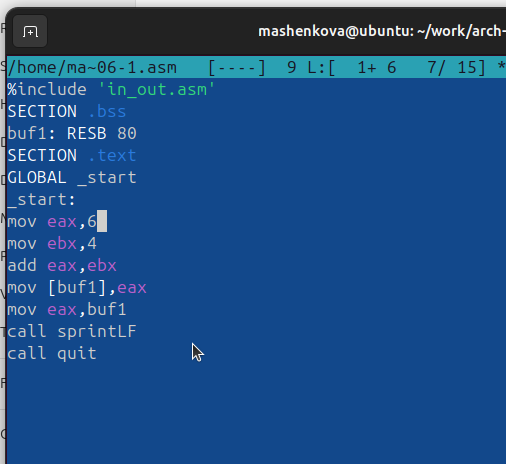 mashenkova@ubuntu: ~/work/arch-
/home/ma~06-1.asm   [----]  9 L:[  1+ 6   7/ 15] *
%include 'in_out.asm'
SECTION .bss
buf1: RESB 80
SECTION .text
GLOBAL _start
_start:
mov eax,6
mov ebx,4
add eax,ebx
mov [buf1],eax
mov eax,buf1
call sprintLF
call quit